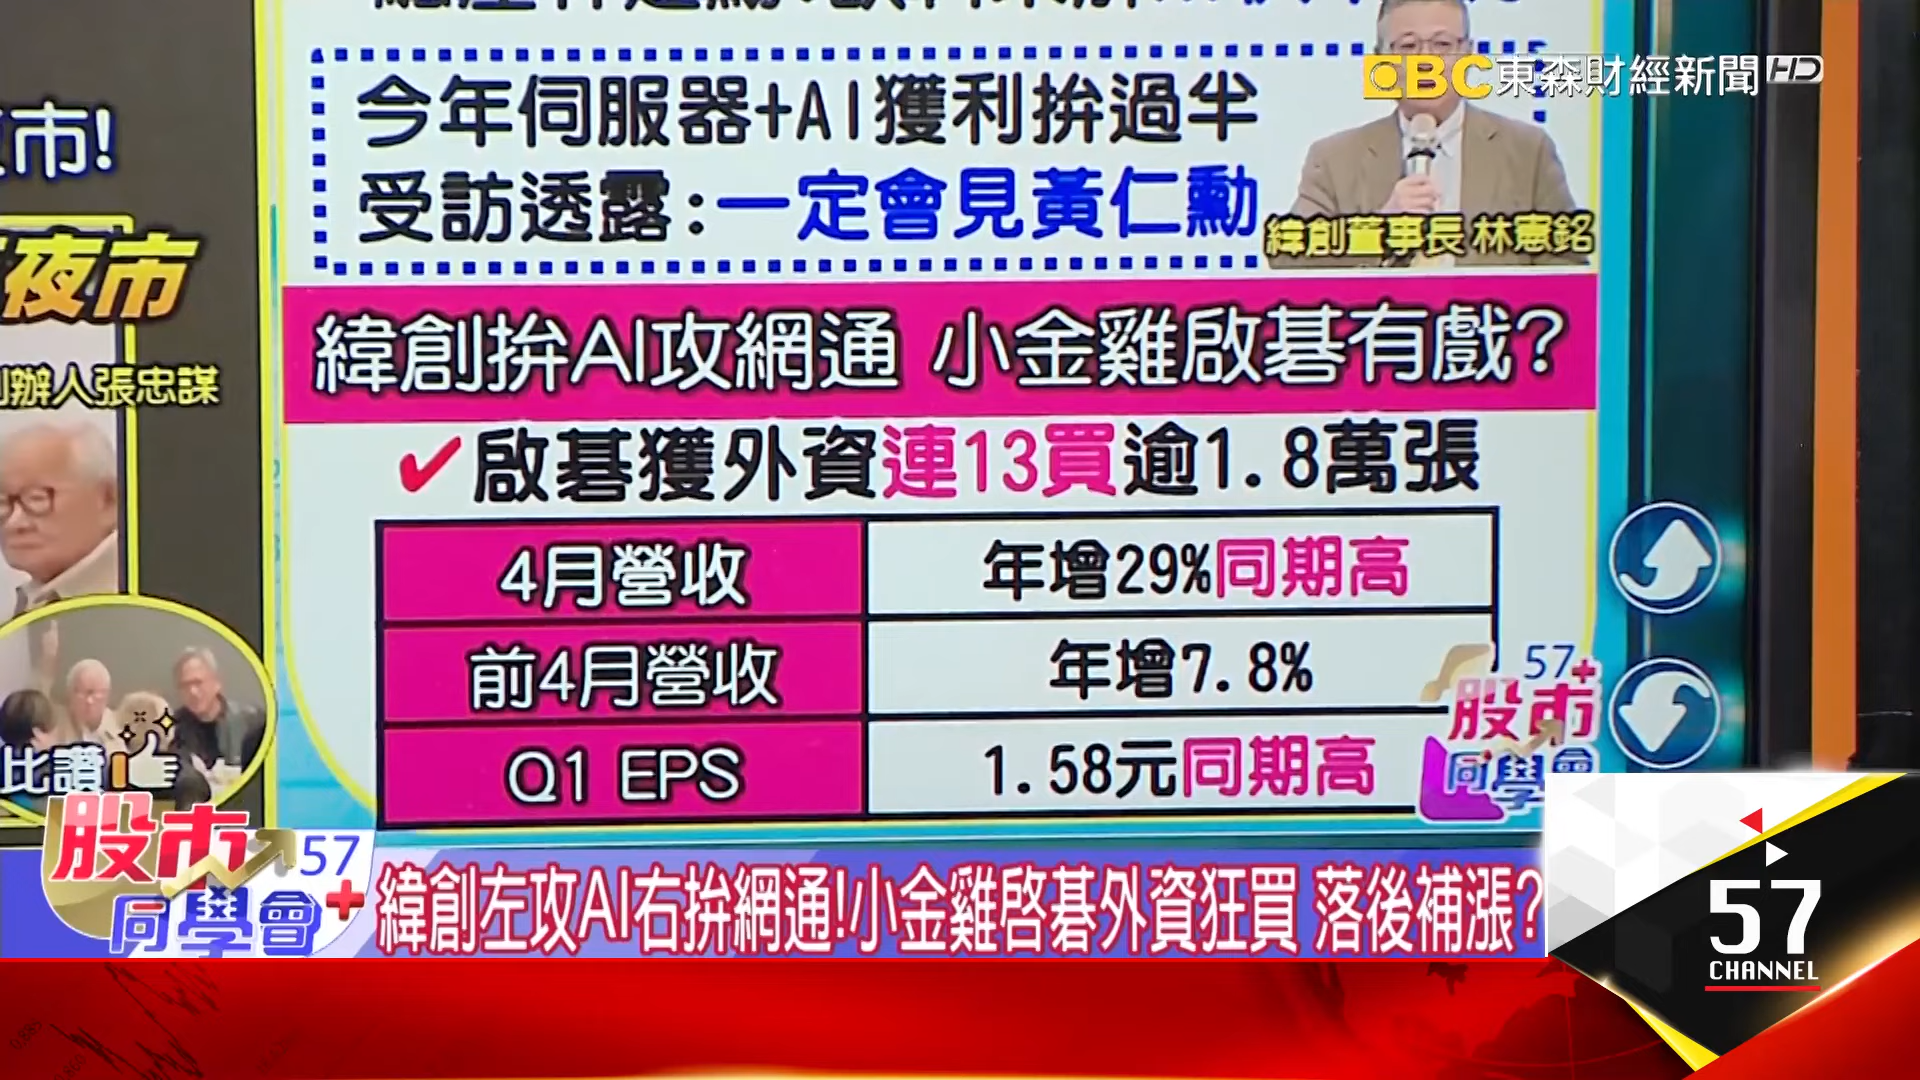 今年伺服器+AI獲利拚過半
受訪透露:一定會見黃仁勳
緯創董事長 林憲銘
EBC東森財經新聞HD
市!
夜市
創辦人張忠謀
比讚
緯創拚AI攻網通 小金雞啟碁有戲?
✓啟碁獲外資連13買逾1.8萬張
4月營收 年增29%同期高
前4月營收 年增7.8%
Q1 EPS 1.58元同期高
57+
股市
同學會
股市57
同學會+
緯創左攻AI右拚網通!小金雞啓碁外資狂買 落後補漲?
57
CHANNEL